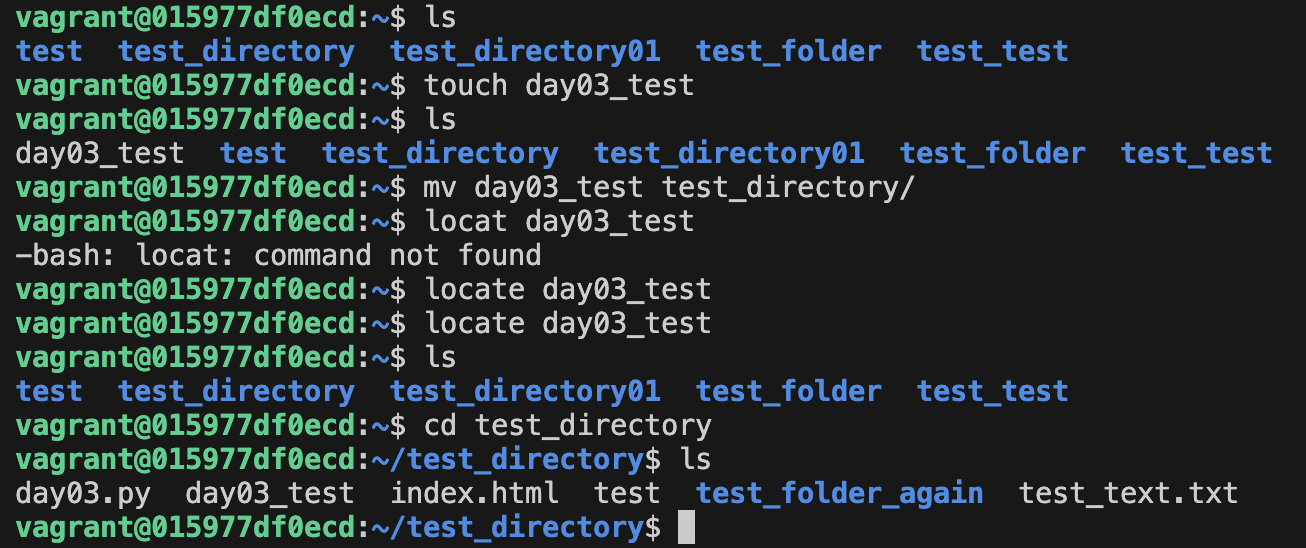 vagrant@015977df0ecd:~$ ls
test  test_directory  test_directory01  test_folder  test_test
vagrant@015977df0ecd:~$ touch day03_test
vagrant@015977df0ecd:~$ ls
day03_test  test  test_directory  test_directory01  test_folder  test_test
vagrant@015977df0ecd:~$ mv day03_test test_directory/
vagrant@015977df0ecd:~$ locat day03_test
-bash: locat: command not found
vagrant@015977df0ecd:~$ locate day03_test
vagrant@015977df0ecd:~$ locate day03_test
vagrant@015977df0ecd:~$ ls
test  test_directory  test_directory01  test_folder  test_test
vagrant@015977df0ecd:~$ cd test_directory
vagrant@015977df0ecd:~/test_directory$ ls
day03.py  day03_test  index.html  test  test_folder_again  test_text.txt
vagrant@015977df0ecd:~/test_directory$